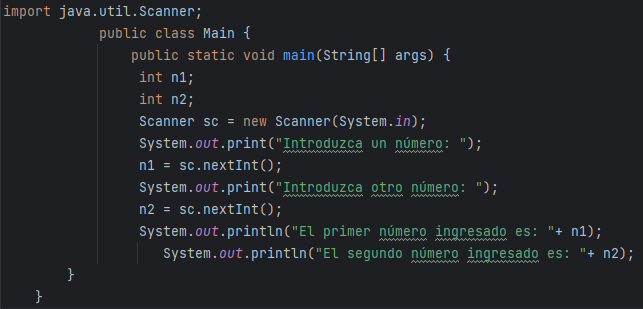 import java.util.Scanner;
public class Main {
public static void main(String[] args) {
int n1;
int n2;
Scanner sc = new Scanner(System.in);
System.out.print("Introduzca un número: ");
n1 = sc.nextInt();
System.out.print("Introduzca otro número: ");
n2 = sc.nextInt();
System.out.println("El primer número ingresado es: "+ n1);
System.out.println("El segundo número ingresado es: "+ n2);
}
}